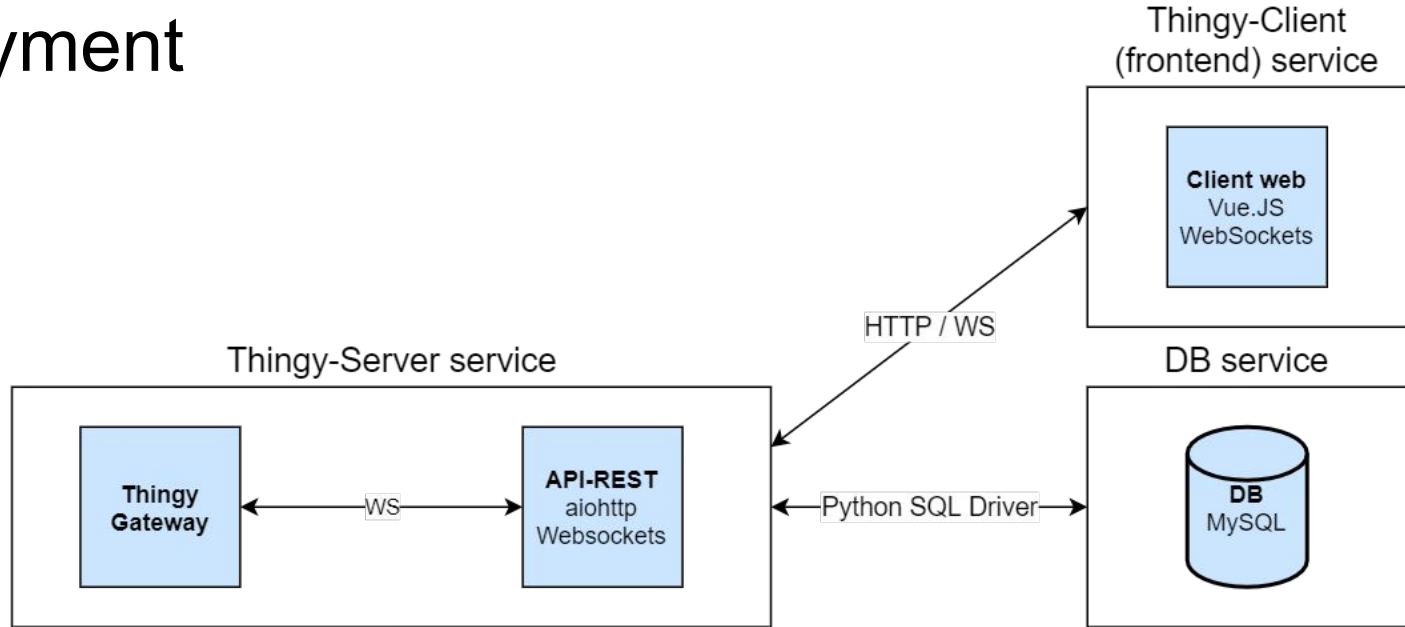 yment
Thingy-Client
(frontend) service
Client web
Vue.JS
WebSockets
HTTP / WS
Thingy-Server service
DB service
Thingy
Gateway
WS
API-REST
aiohttp
Websockets
Python SQL Driver
DB
MySQL